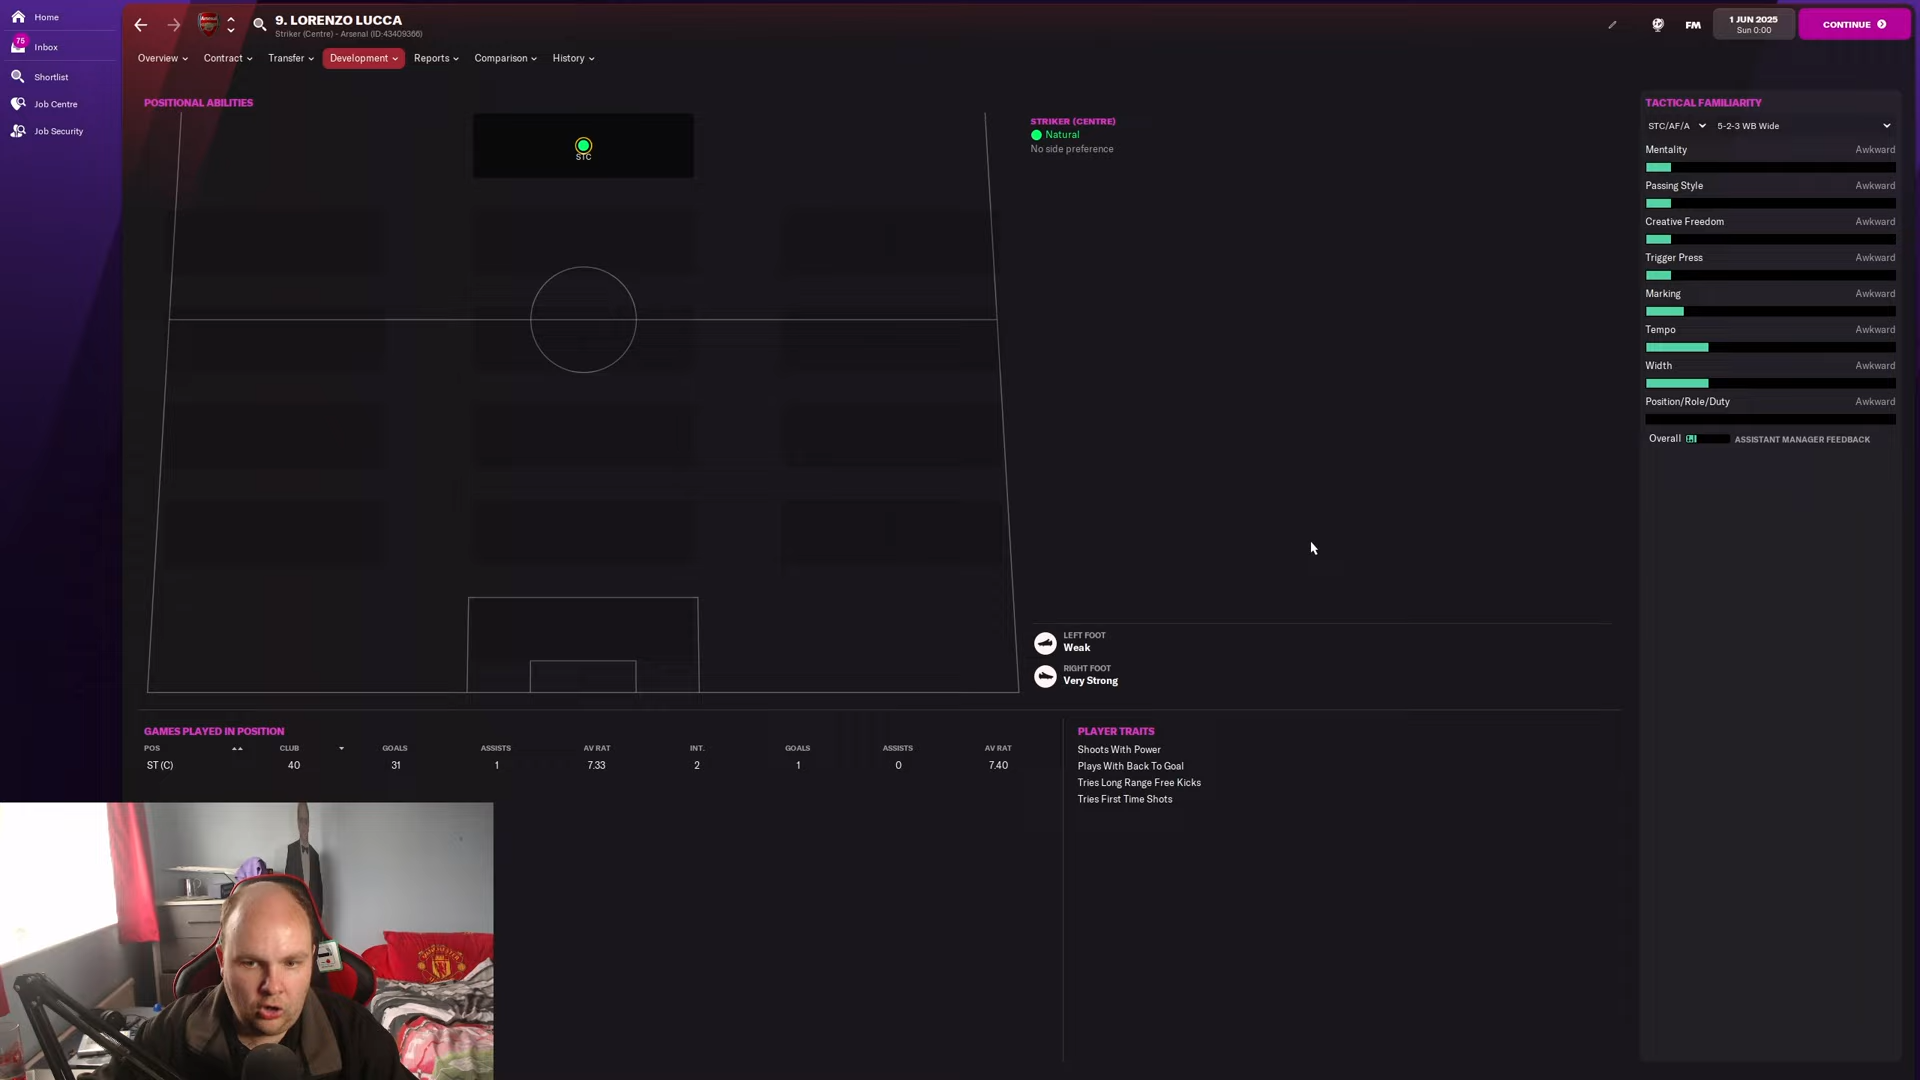 Home
75
Inbox
Shortlist
Job Centre
Job Security
9. LORENZO LUCCA
Striker (Centre) - Arsenal (ID:43409366)
FM
1 JUN 2025
Sun 0:00
CONTINUE
Overview
Contract
Transfer
Development
Reports
Comparison
History
POSITIONAL ABILITIES
STC
STRIKER (CENTRE)
Natural
No side preference
LEFT FOOT
Weak
RIGHT FOOT
Very Strong
TACTICAL FAMILIARITY
STC/AF/A 5-2-3 WB Wide
Mentality Awkward
Passing Style Awkward
Creative Freedom Awkward
Trigger Press Awkward
Marking Awkward
Tempo Awkward
Width Awkward
Position/Role/Duty Awkward
Overall ASSISTANT MANAGER FEEDBACK
GAMES PLAYED IN POSITION
POS CLUB GOALS ASSISTS AV RAT INT. GOALS ASSISTS AV RAT
ST (C) 40 31 1 7.33 2 1 0 7.40
PLAYER TRAITS
Shoots With Power
Plays With Back To Goal
Tries Long Range Free Kicks
Tries First Time Shots